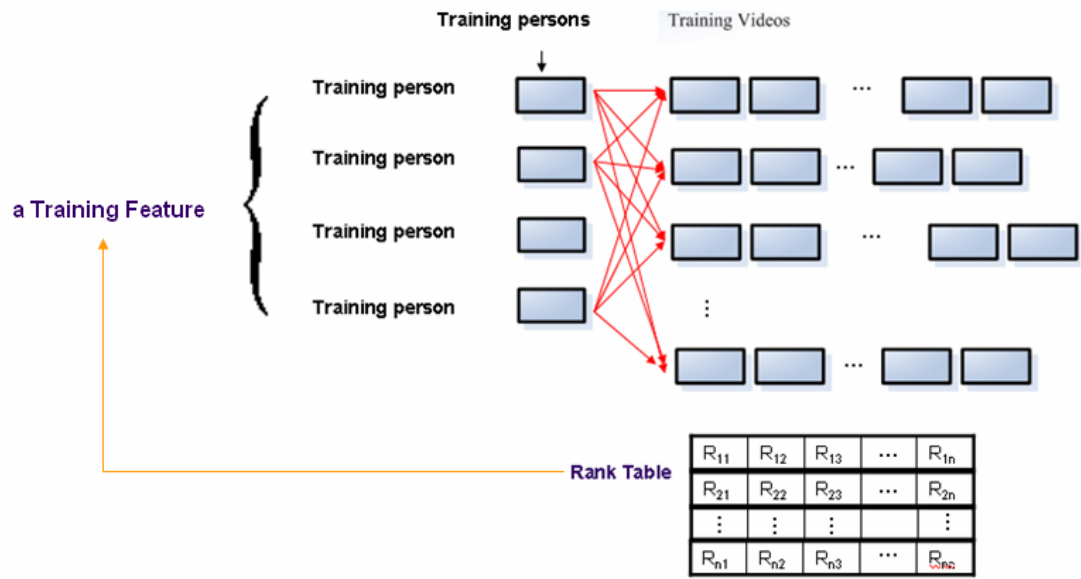 Training persons
Training Videos
Training person
...
Training person
...
a Training Feature
Training person
...
Training person
⋮
...
Rank Table
R11 R12 R13 ... R1n
R21 R22 R23 ... R2n
⋮ ⋮ ⋮ ⋮
Rn1 Rn2 Rn3 ... Rnn